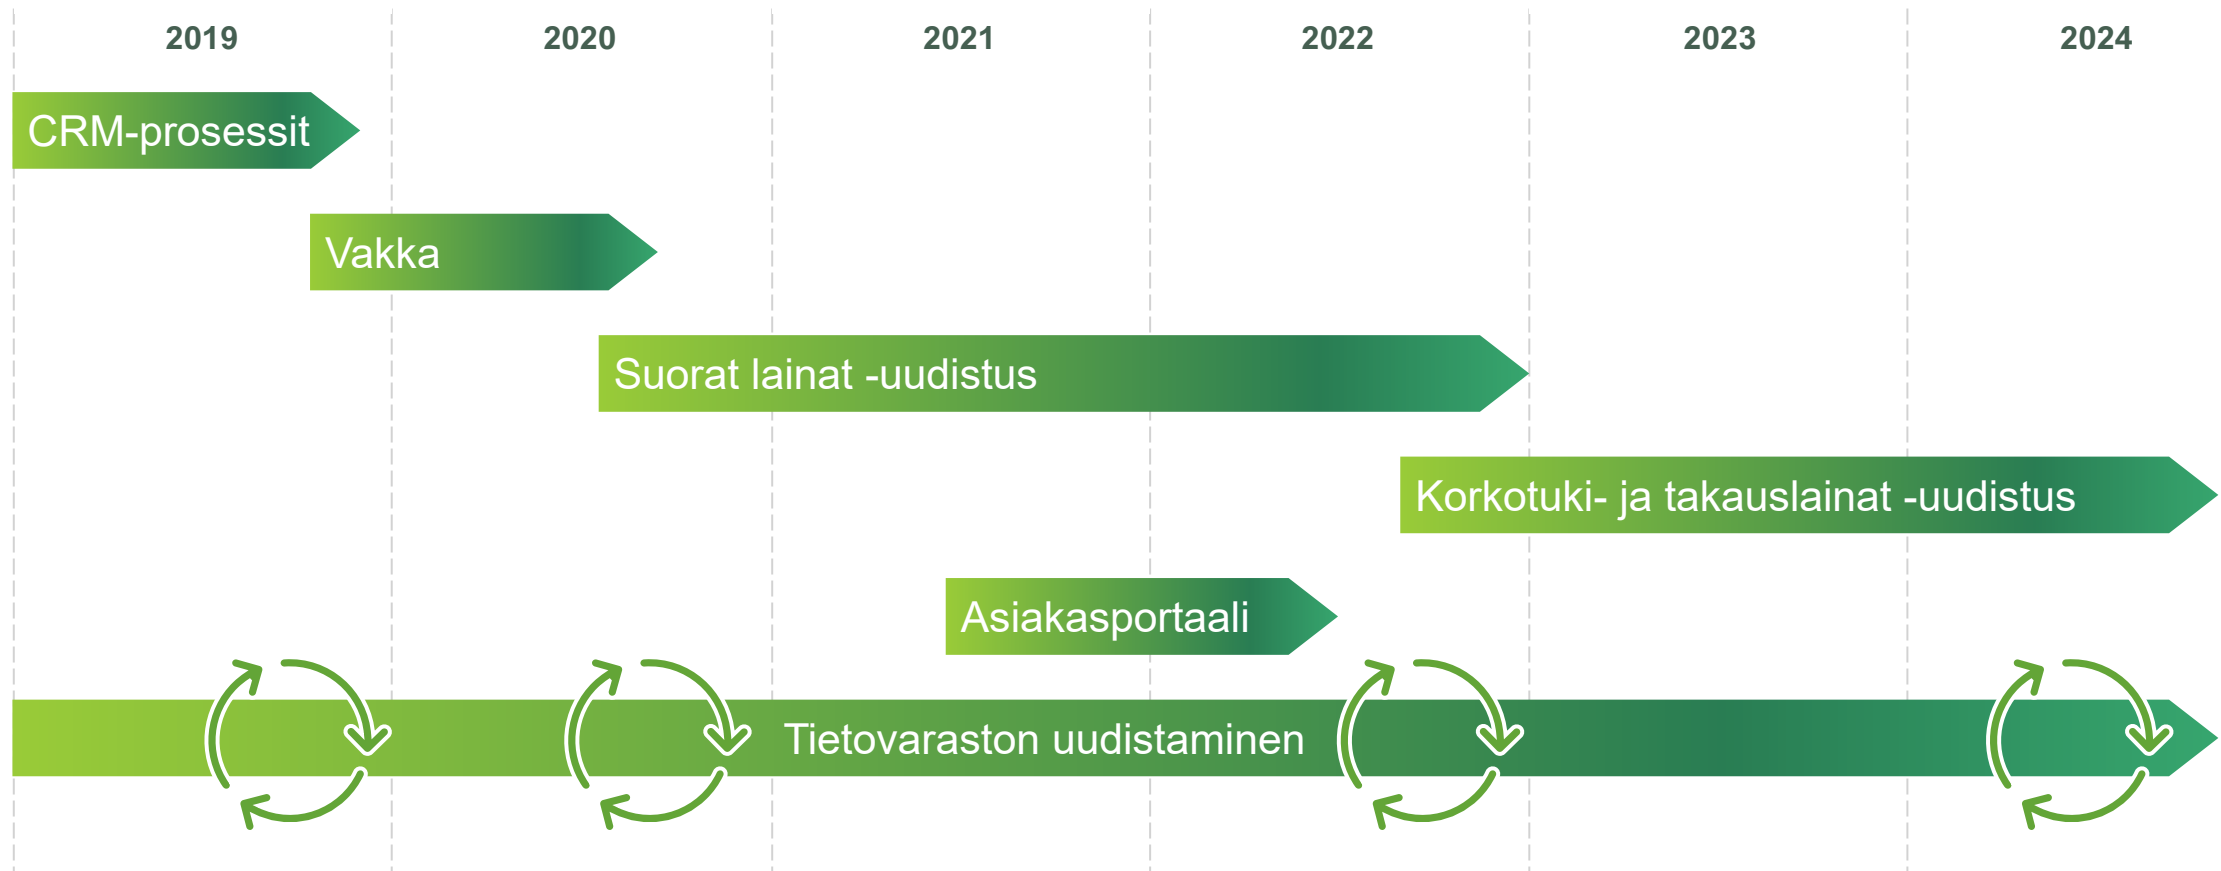 2019 2020 2021 2022 2023 2024
CRM-prosessit
Vakka
Suorat lainat -uudistus
Korkotuki- ja takauslainat -uudistus
Asiakasportaali
Tietovaraston uudistaminen